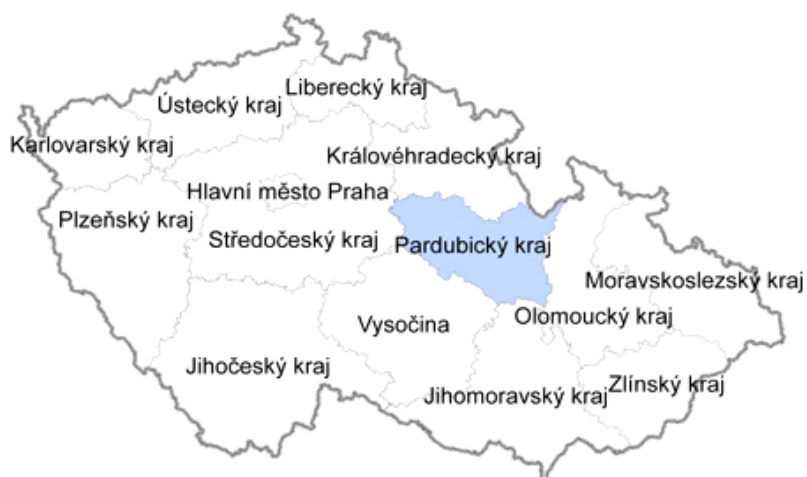 Liberecký kraj
Ústecký kraj
Karlovarský kraj
Královéhradecký kraj
Hlavní město Praha
Plzeňský kraj
Středočeský kraj
Pardubický kraj
Moravskoslezský kraj
Olomoucký kraj
Vysočina
Jihočeský kraj
Zlínský kraj
Jihomoravský kraj